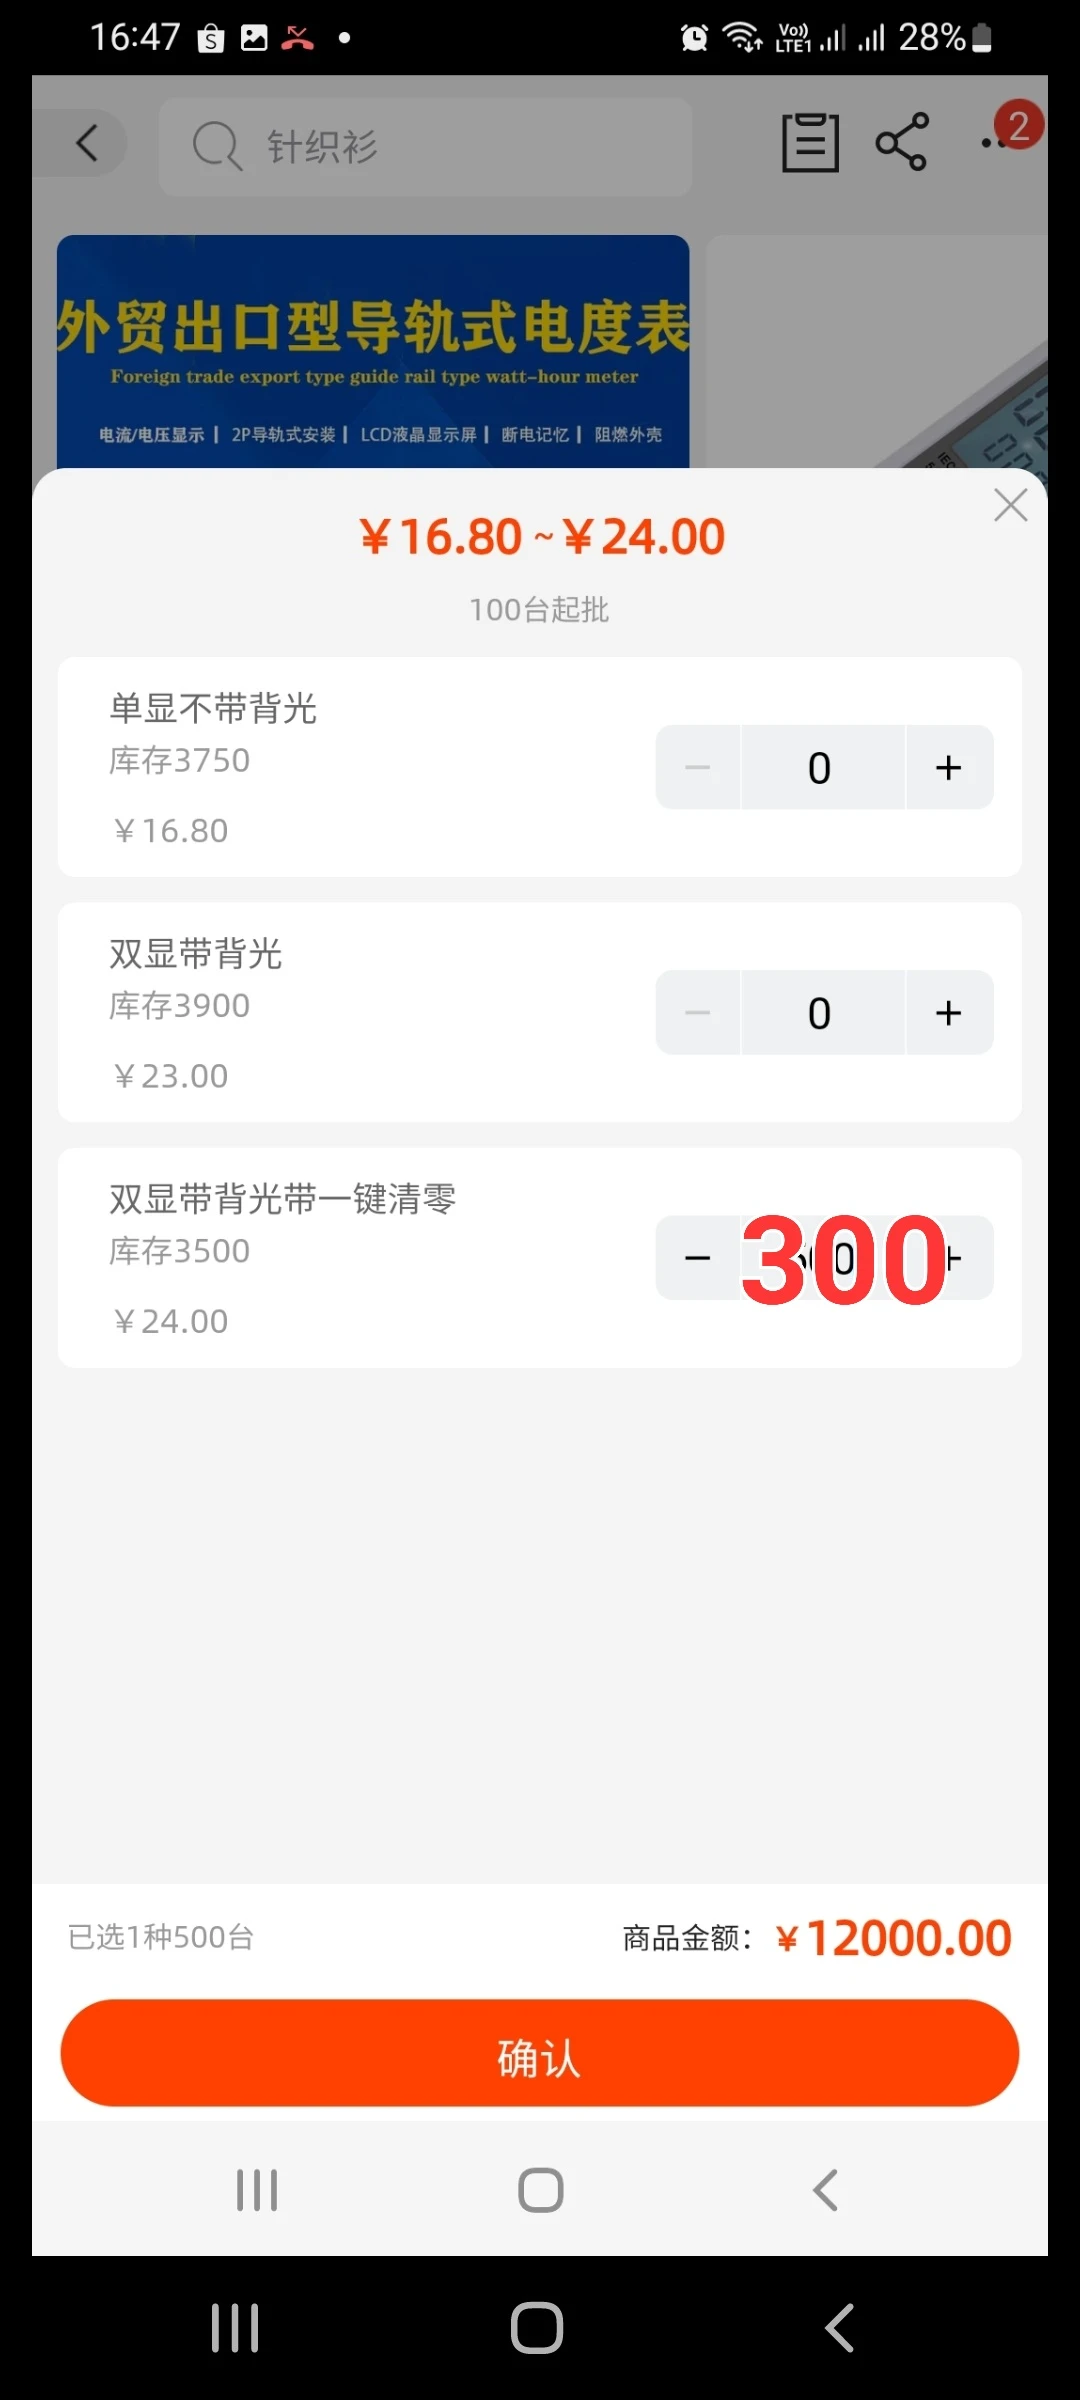 16:47
Vo)) LTE1 28%
针织衫
2
外贸出口型导轨式电度表
Foreign trade export type guide rail type watt-hour meter
电流/电压显示 | 2P导轨式安装 | LCD液晶显示屏 | 断电记忆 | 阻燃外壳
IEC
¥16.80 ~ ¥24.00
100台起批
单显不带背光
库存3750
¥16.80
0
双显带背光
库存3900
¥23.00
0
双显带背光带一键清零
库存3500
¥24.00
300
已选1种500台
商品金额: ¥12000.00
确认